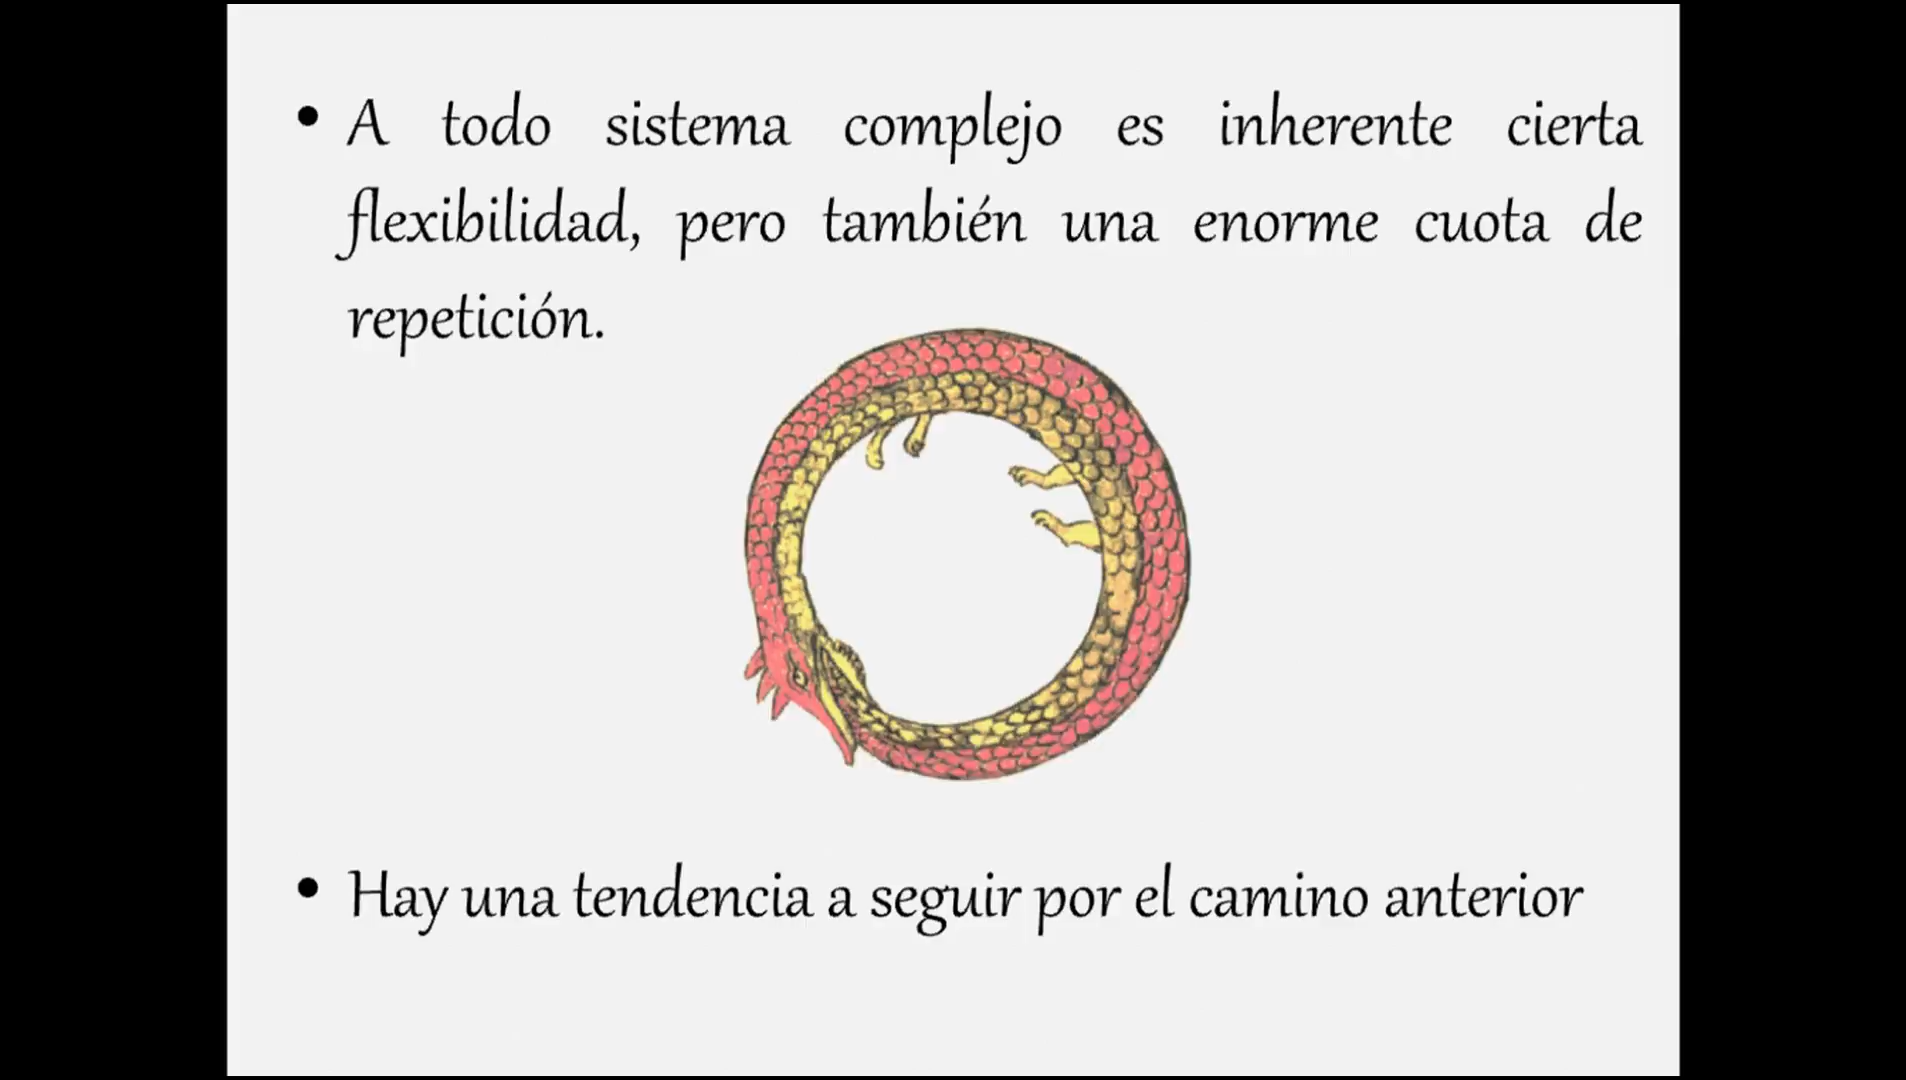 • A todo sistema complejo es inherente cierta
flexibilidad, pero también una enorme cuota de
repetición.
• Hay una tendencia a seguir por el camino anterior